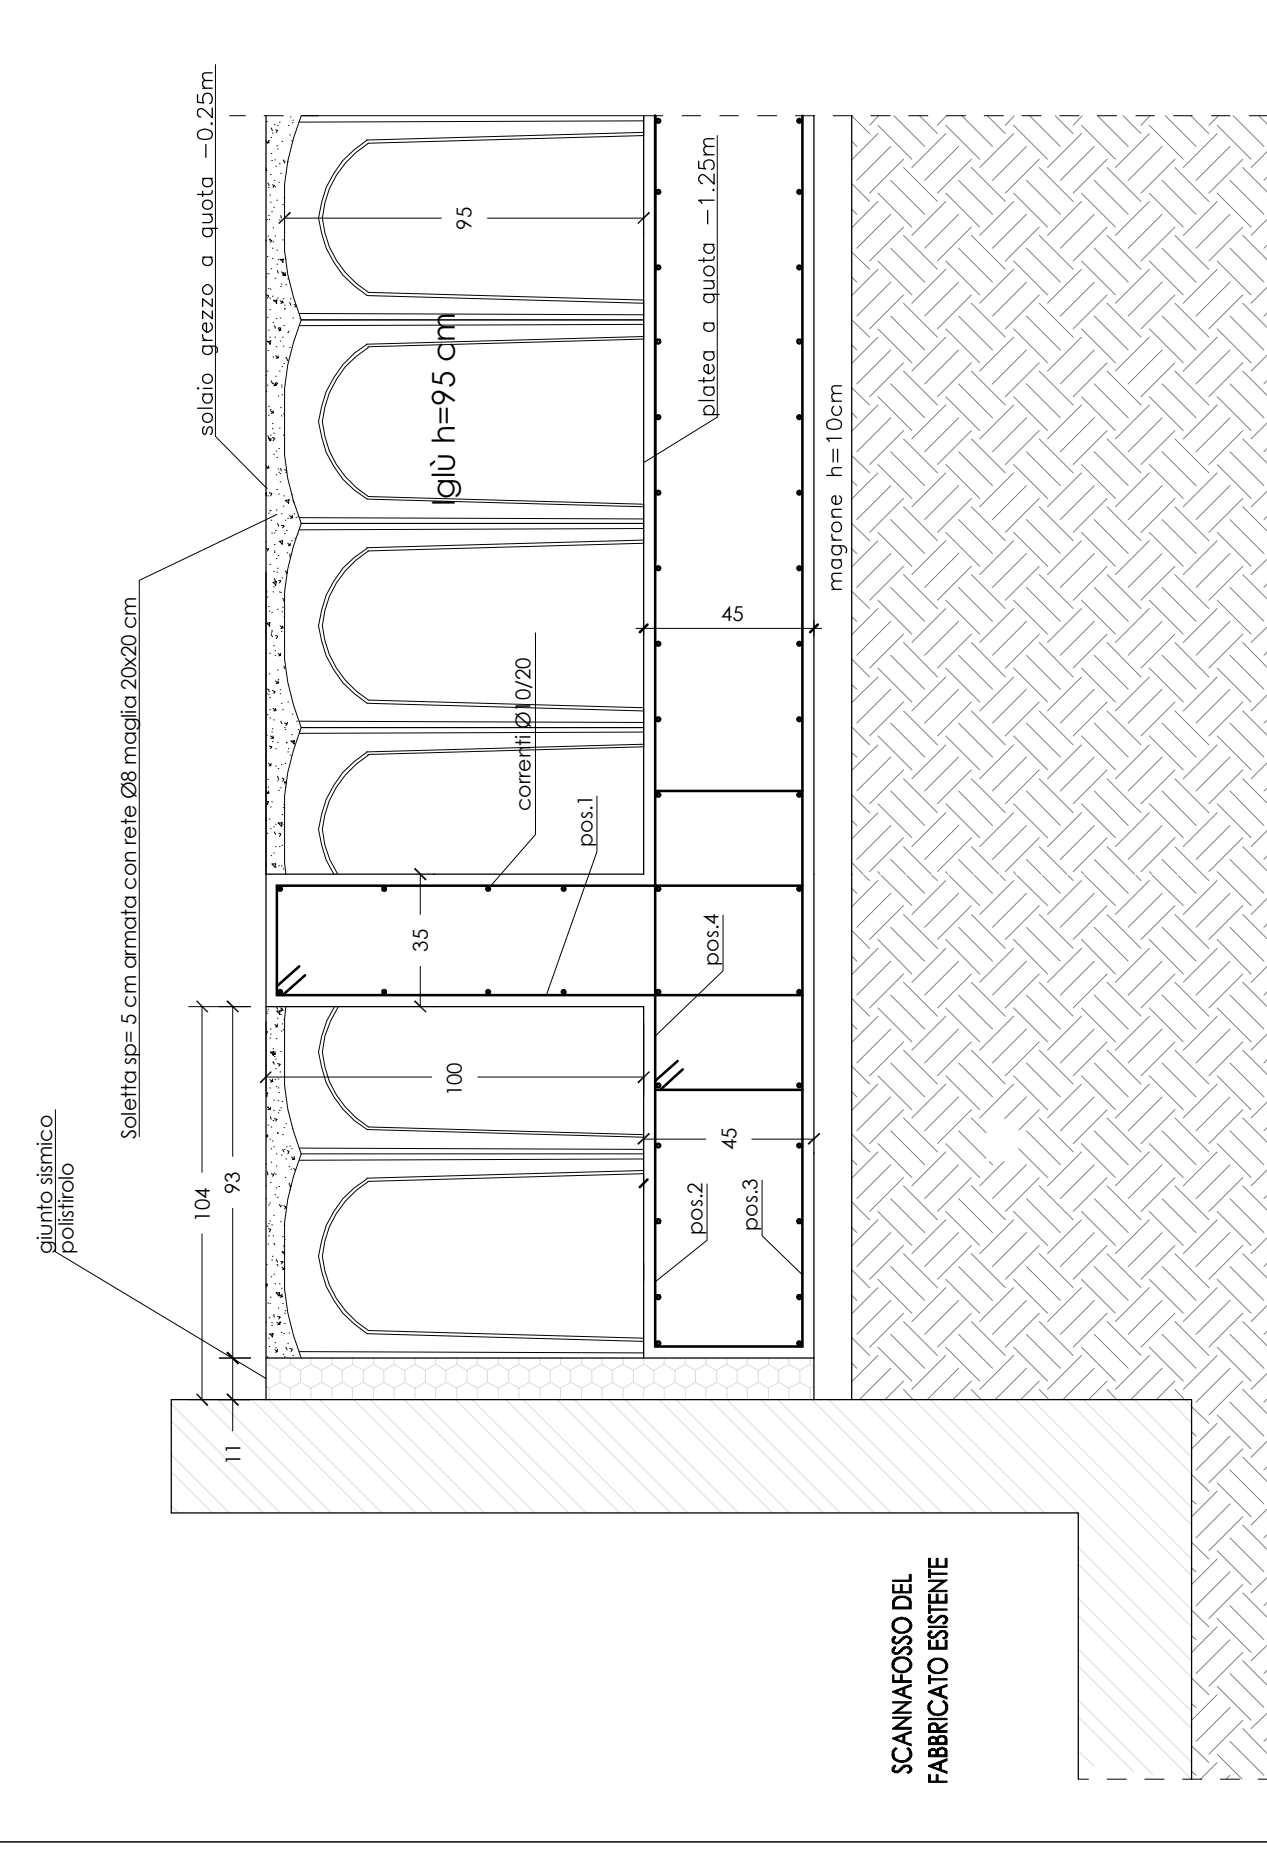 giunto sismico
polistirolo
Soletta sp= 5 cm armata con rete Ø8 maglia 20x20 cm
solaio grezzo a quota -0.25m
104
93
11
35
100
95
Iglù h=95 cm
correnti Ø10/20
pos.1
pos.4
platea a quota -1.25m
45
45
pos.2
pos.3
magrone h=10cm
SCANNAFOSSO DEL
FABBRICATO ESISTENTE